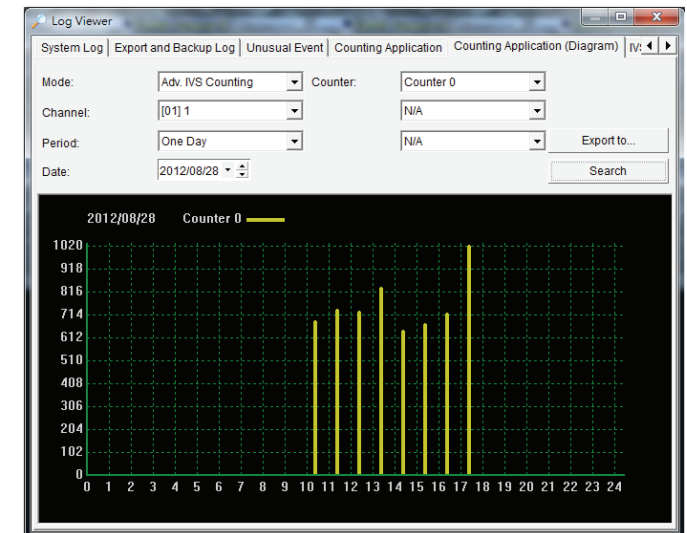 Log Viewer
System Log Export and Backup Log Unusual Event Counting Application Counting Application (Diagram)
Mode: Adv. IVS Counting Counter: Counter 0
Channel: [01] 1 N/A
Period: One Day N/A Export to...
Date: 2012/08/28 Search
2012/08/28 Counter 0
1020
918
816
714
612
510
408
306
204
102
0
0 1 2 3 4 5 6 7 8 9 10 11 12 13 14 15 16 17 18 19 20 21 22 23 24